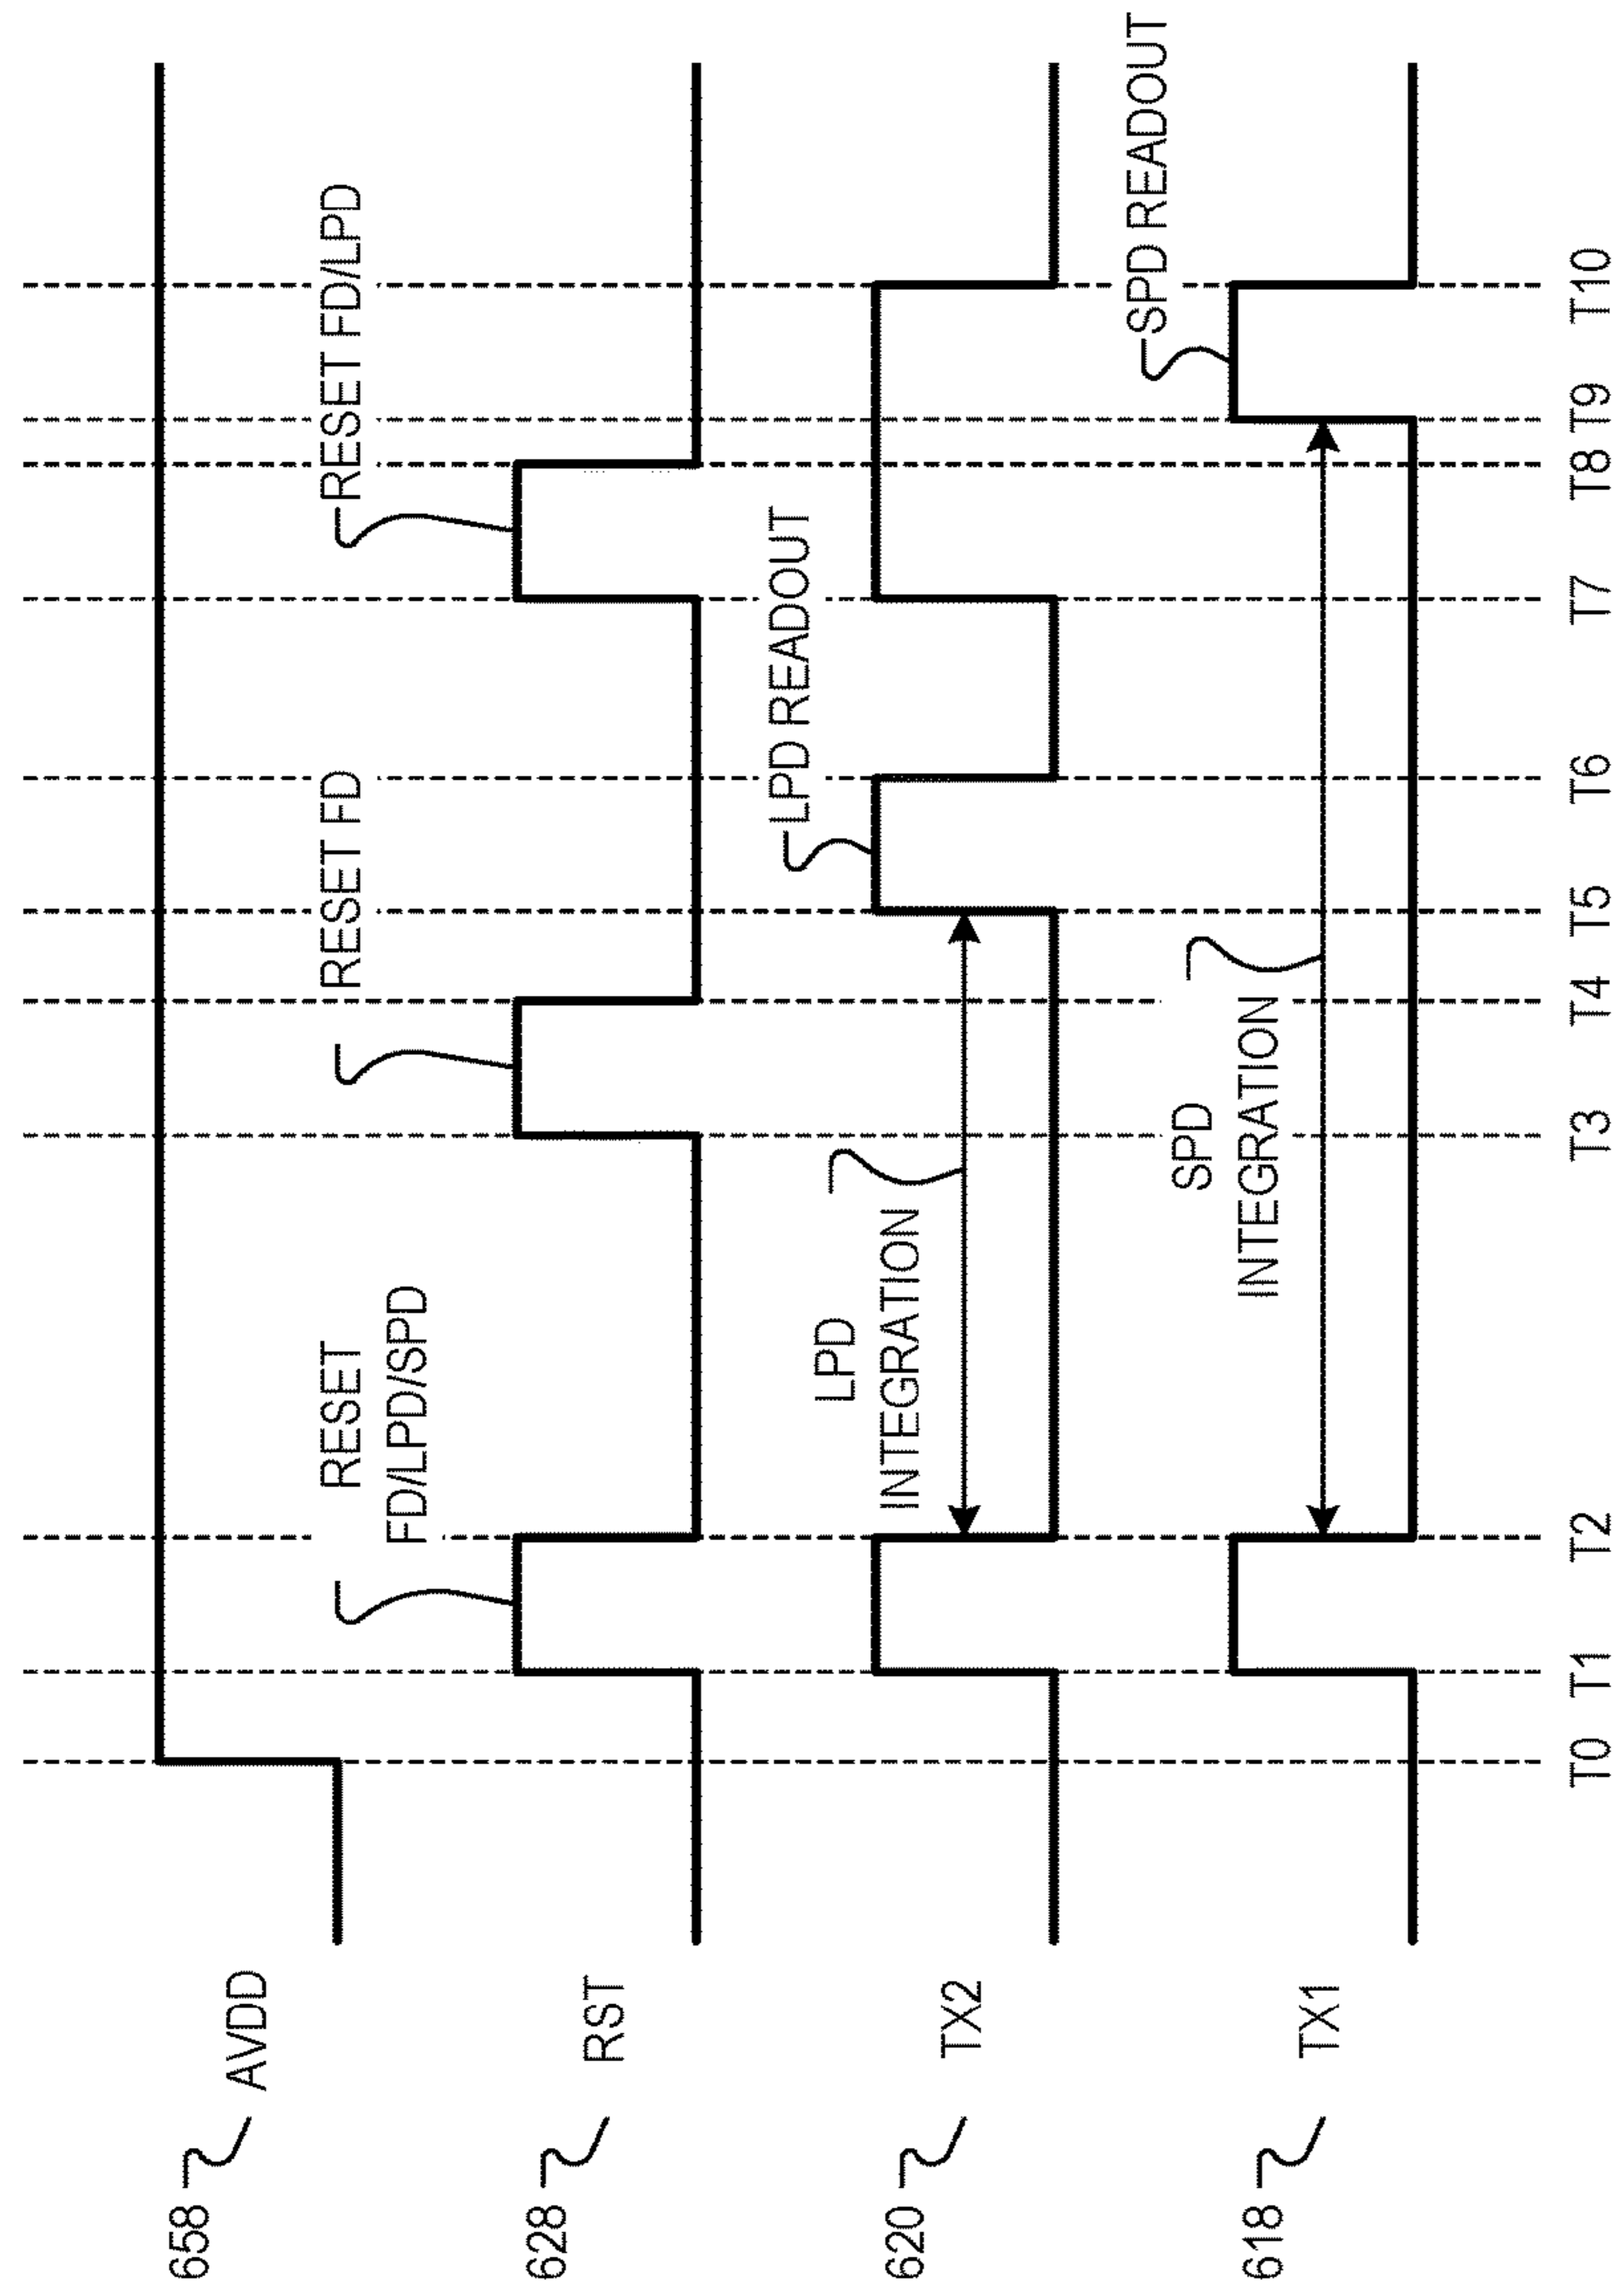 658
AVDD
RESET
FD/LPD/SPD
RESET FD
RESET FD/LPD
628
RST
LPD READOUT
LPD
INTEGRATION
620
TX2
SPD READOUT
SPD
INTEGRATION
618
TX1
T0 T1 T2 T3 T4 T5 T6 T7 T8 T9 T10